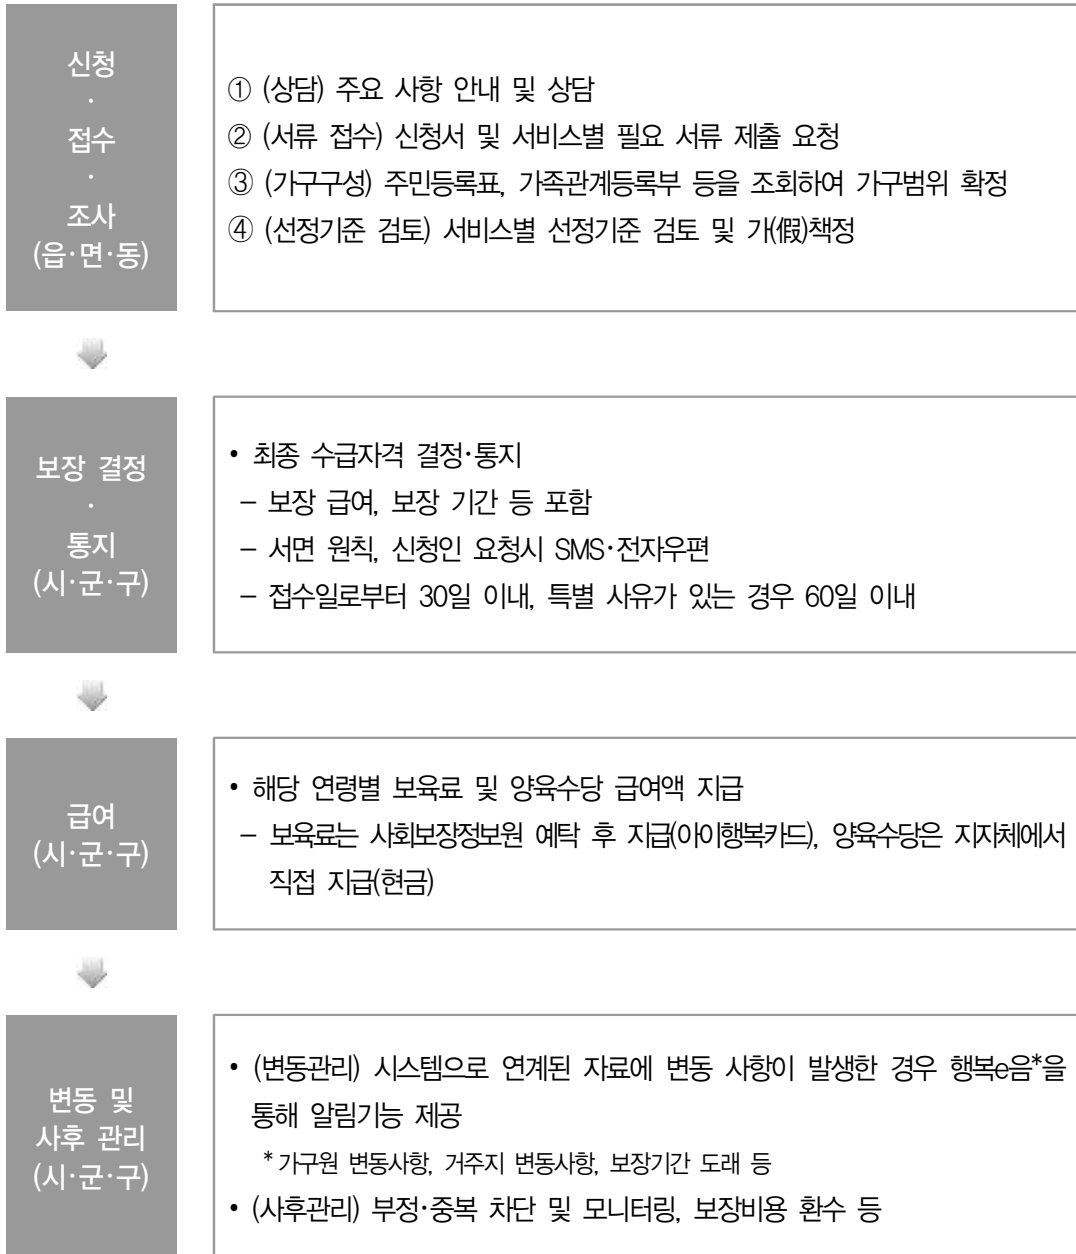 신청
·
접수
·
조사
(읍·면·동)
① (상담) 주요 사항 안내 및 상담
② (서류 접수) 신청서 및 서비스별 필요 서류 제출 요청
③ (가구구성) 주민등록표, 가족관계등록부 등을 조회하여 가구범위 확정
④ (선정기준 검토) 서비스별 선정기준 검토 및 가(假)책정
보장 결정
·
통지
(시·군·구)
• 최종 수급자격 결정·통지
– 보장 급여, 보장 기간 등 포함
– 서면 원칙, 신청인 요청시 SMS·전자우편
– 접수일로부터 30일 이내, 특별 사유가 있는 경우 60일 이내
급여
(시·군·구)
• 해당 연령별 보육료 및 양육수당 급여액 지급
– 보육료는 사회보장정보원 예탁 후 지급(아이행복카드), 양육수당은 지자체에서
직접 지급(현금)
변동 및
사후 관리
(시·군·구)
• (변동관리) 시스템으로 연계된 자료에 변동 사항이 발생한 경우 행복e음*을
통해 알림기능 제공
* 가구원 변동사항, 거주지 변동사항, 보장기간 도래 등
• (사후관리) 부정·중복 차단 및 모니터링, 보장비용 환수 등